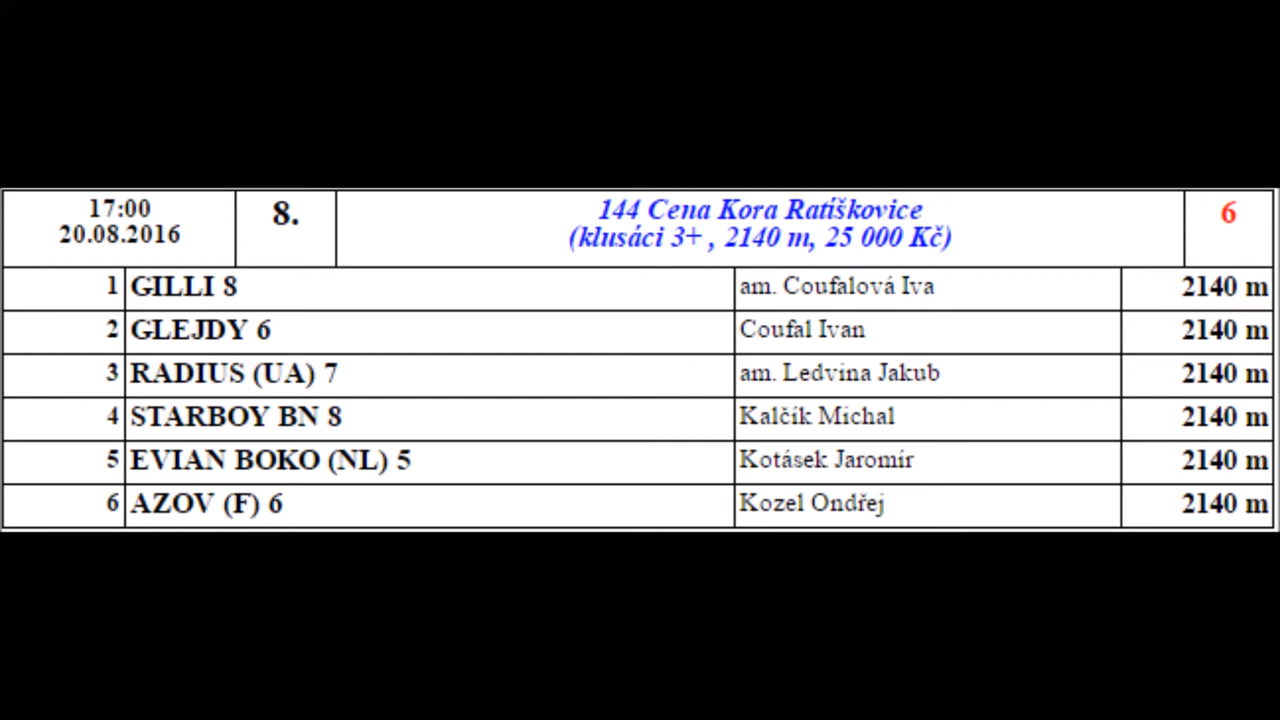 17:00
20.08.2016
8.
144 Cena Kora Ratíškovice
(klusáci 3+ , 2140 m, 25 000 Kč)
6
1 GILLI 8 am. Coufalová Iva 2140 m
2 GLEJDY 6 Coufal Ivan 2140 m
3 RADIUS (UA) 7 am. Ledvina Jakub 2140 m
4 STARBOY BN 8 Kalčík Michal 2140 m
5 EVIAN BOKO (NL) 5 Kotásek Jaromír 2140 m
6 AZOV (F) 6 Kozel Ondřej 2140 m